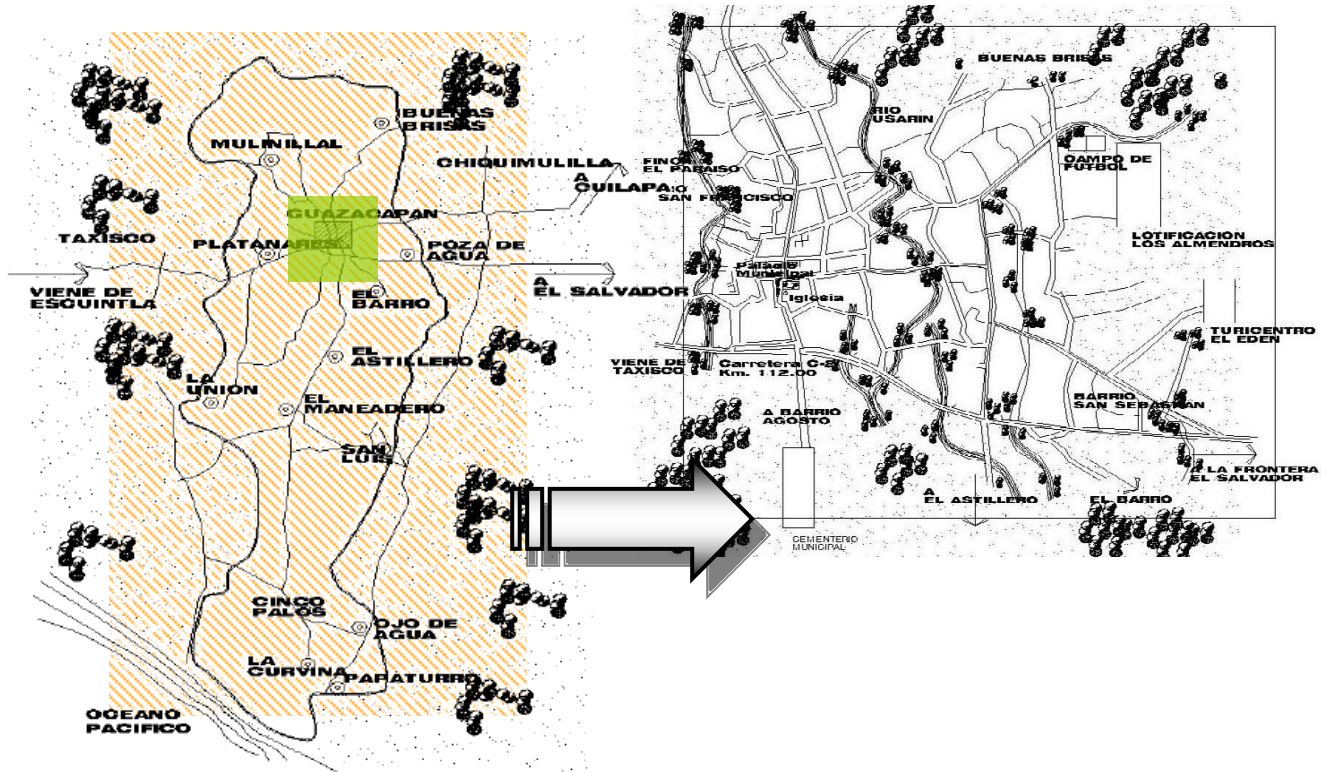 BUENAS
BRISAS
MULINILLAL
CHIQUIMULILLA
A
CUILAPA
GUAZACAPAN
TAXISCO
PLATANARES
POZA DE
AGUA
VIENE DE
ESQUINTLA
EL
BARRO
A
EL SALVADOR
EL
ASTILLERO
LA
UNION
EL
MANEADERO
SAN
LUIS
CINCO
PALOS
OJO DE
AGUA
LA
CURVINA
PAPATURRO
OCEANO
PACIFICO
BUENAS BRISAS
RIO
USARIN
FINCA
EL PARAISO
SAN FRANCISCO
CAMPO DE
FUTBOL
LOTIFICACION
LOS ALMENDROS
Palacio
Municipal
Iglesia
TURICENTRO
EL EDEN
VIENE DE
TAXISCO
Carretera
Km. 112.00
A BARRIO
AGOSTO
BARRIO
SAN SEBASTIAN
A LA FRONTERA
EL SALVADOR
A
EL ASTILLERO
EL BARRO
CEMENTERIO
MUNICIPAL